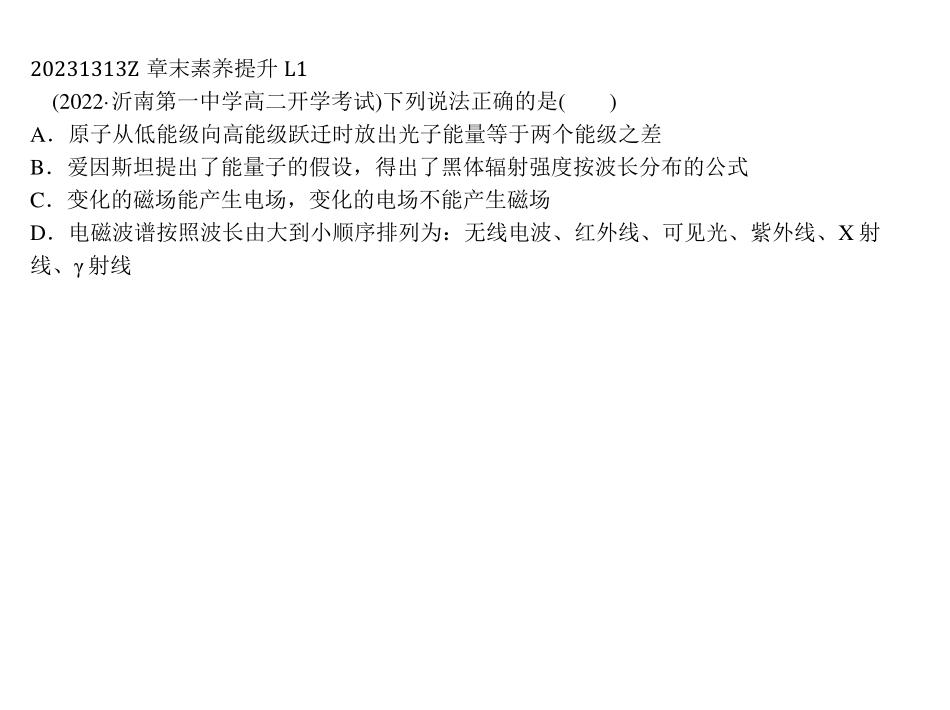 20231313Z 章末素养提升 L1
(2022·沂南第一中学高二开学考试)下列说法正确的是(　　)
A．原子从低能级向高能级跃迁时放出光子能量等于两个能级之差
B．爱因斯坦提出了能量子的假设，得出了黑体辐射强度按波长分布的公式
C．变化的磁场能产生电场，变化的电场不能产生磁场
D．电磁波谱按照波长由大到小顺序排列为：无线电波、红外线、可见光、紫外线、X 射
线、γ 射线